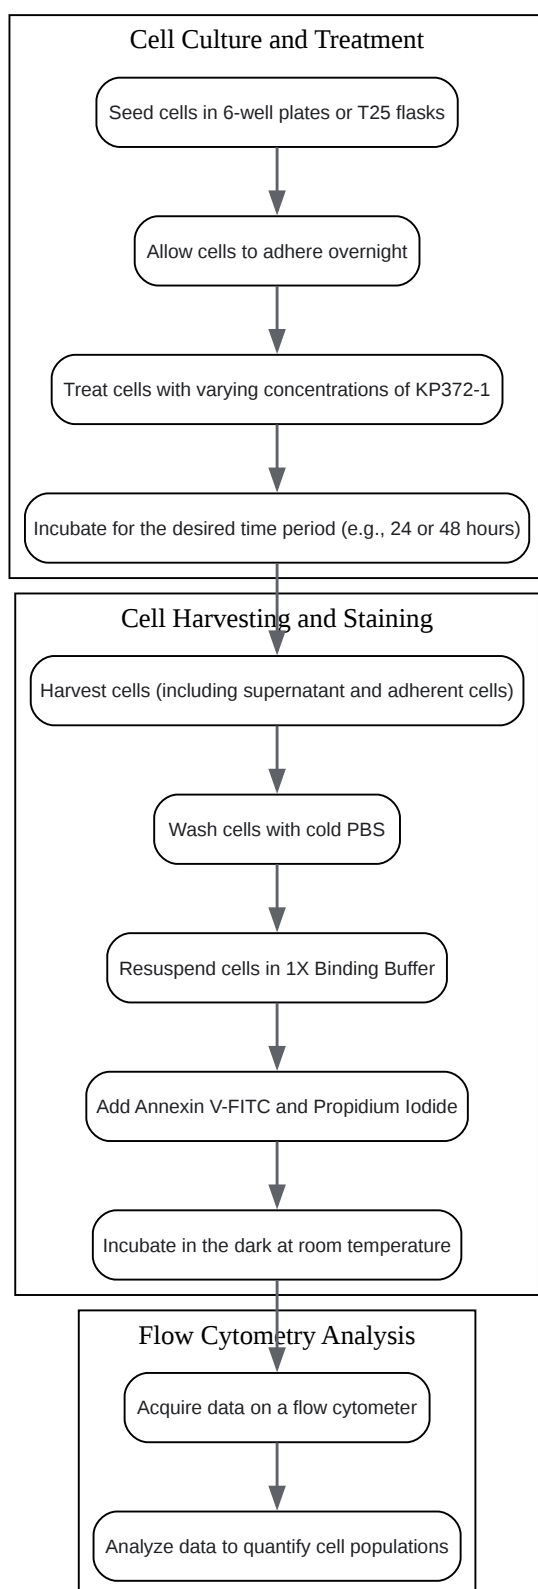 Cell Culture and Treatment
Seed cells in 6-well plates or T25 flasks
Allow cells to adhere overnight
Treat cells with varying concentrations of KP372-1
Incubate for the desired time period (e.g., 24 or 48 hours)
Cell Harvesting and Staining
Harvest cells (including supernatant and adherent cells)
Wash cells with cold PBS
Resuspend cells in 1X Binding Buffer
Add Annexin V-FITC and Propidium Iodide
Incubate in the dark at room temperature
Flow Cytometry Analysis
Acquire data on a flow cytometer
Analyze data to quantify cell populations